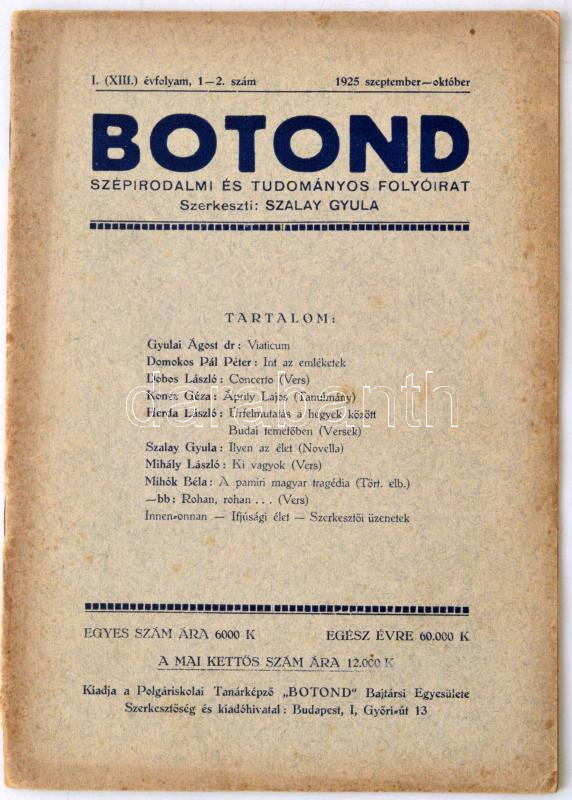 I. (XIII.) évfolyam, 1—2. szám 1925 szeptember—október
BOTOND
SZÉPIRODALMI ÉS TUDOMÁNYOS FOLYÓIRAT
Szerkeszti: SZALAY GYULA
TARTALOM:
Gyulai Ágost dr: Viaticum
Domokos Pál Péter: Int az emléketek
Dobos László: Concerto (Vers)
Koncz Géza: Áprily Lajos (Tanulmány)
Herda László: Úrfelmutatás a hegyek között
Budai temetőben (Versek)
Szalay Gyula: Ilyen az élet (Novella)
Mihály László: Ki vagyok (Vers)
Mihók Béla: A pamiri magyar tragédia (Tört. elb.)
—bb: Rohan, rohan . . . (Vers)
Innen-onnan — Ifjúsági élet — Szerkesztői üzenetek
darabanth
EGYES SZÁM ÁRA 6000 K EGÉSZ ÉVRE 60.000 K
A MAI KETTŐS SZÁM ÁRA 12.000 K
Kiadja a Polgáriskolai Tanárképző „BOTOND" Bajtársi Egyesülete
Szerkesztőség és kiadóhivatal: Budapest, I, Győri-út 13